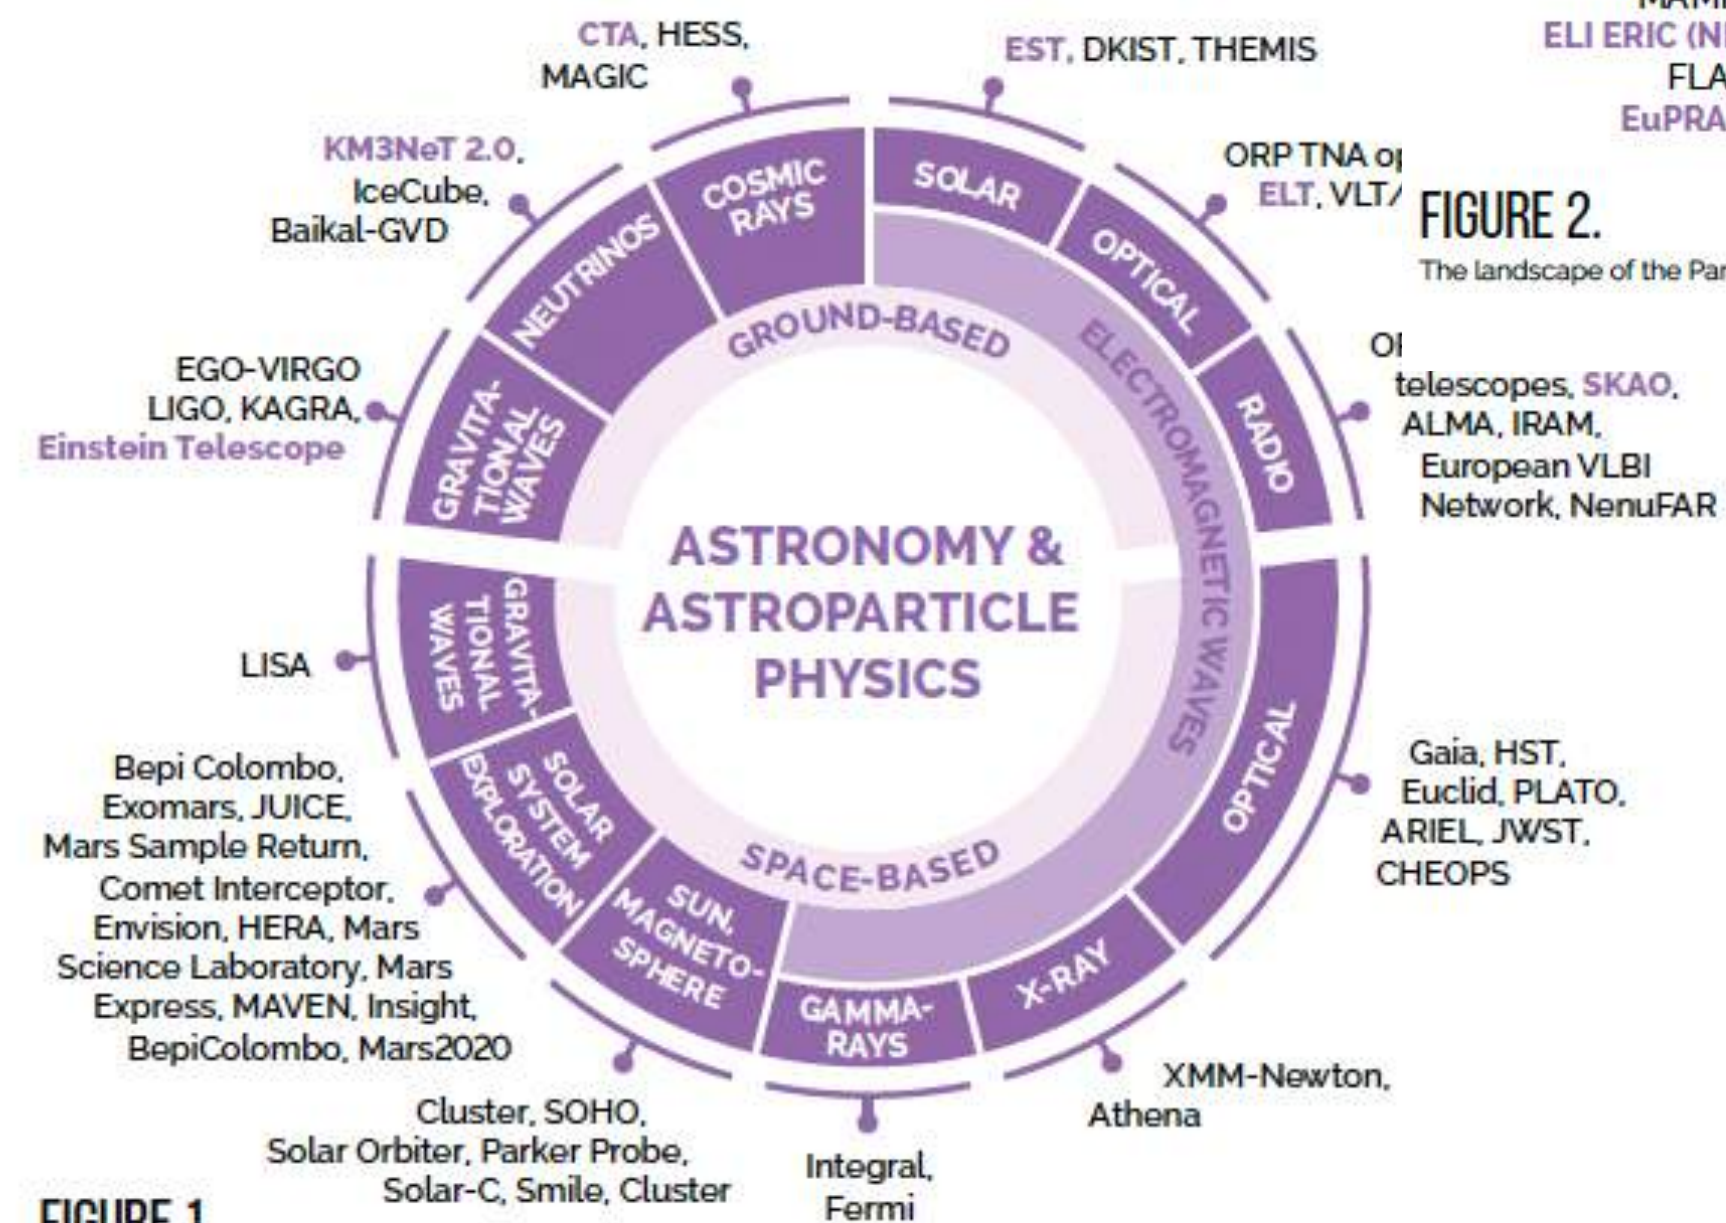 CTA, HESS,
MAGIC
EST, DKIST, THEMIS
ELI ERIC
KM3NeT 2.0,
IceCube,
Baikal-GVD
ORP TNA
ELT, VLT/
FIGURE 2.
The landscape of the
EGO-VIRGO
LIGO, KAGRA,
Einstein Telescope
telescopes, SKAO,
ALMA, IRAM,
European VLBI
Network, NenuFAR
COSMIC
RAYS
SOLAR
NEUTRINOS
OPTICAL
GRAVITA-
TIONAL
WAVES
RADIO
GROUND-BASED
ELECTROMAGNETIC WAVES
ASTRONOMY &
ASTROPARTICLE
PHYSICS
GRAVITA-
TIONAL
WAVES
SOLAR
SYSTEM
EXPLORATION
SPACE-BASED
OPTICAL
SUN,
MAGNETO-
SPHERE
GAMMA-
RAYS
X-RAY
LISA
Bepi Colombo,
Exomars, JUICE,
Mars Sample Return,
Comet Interceptor,
Envision, HERA, Mars
Science Laboratory, Mars
Express, MAVEN, Insight,
BepiColombo, Mars2020
Gaia, HST,
Euclid, PLATO,
ARIEL, JWST,
CHEOPS
Cluster, SOHO,
Solar Orbiter, Parker Probe,
Solar-C, Smile, Cluster
Integral,
Fermi
XMM-Newton,
Athena
FIGURE 1